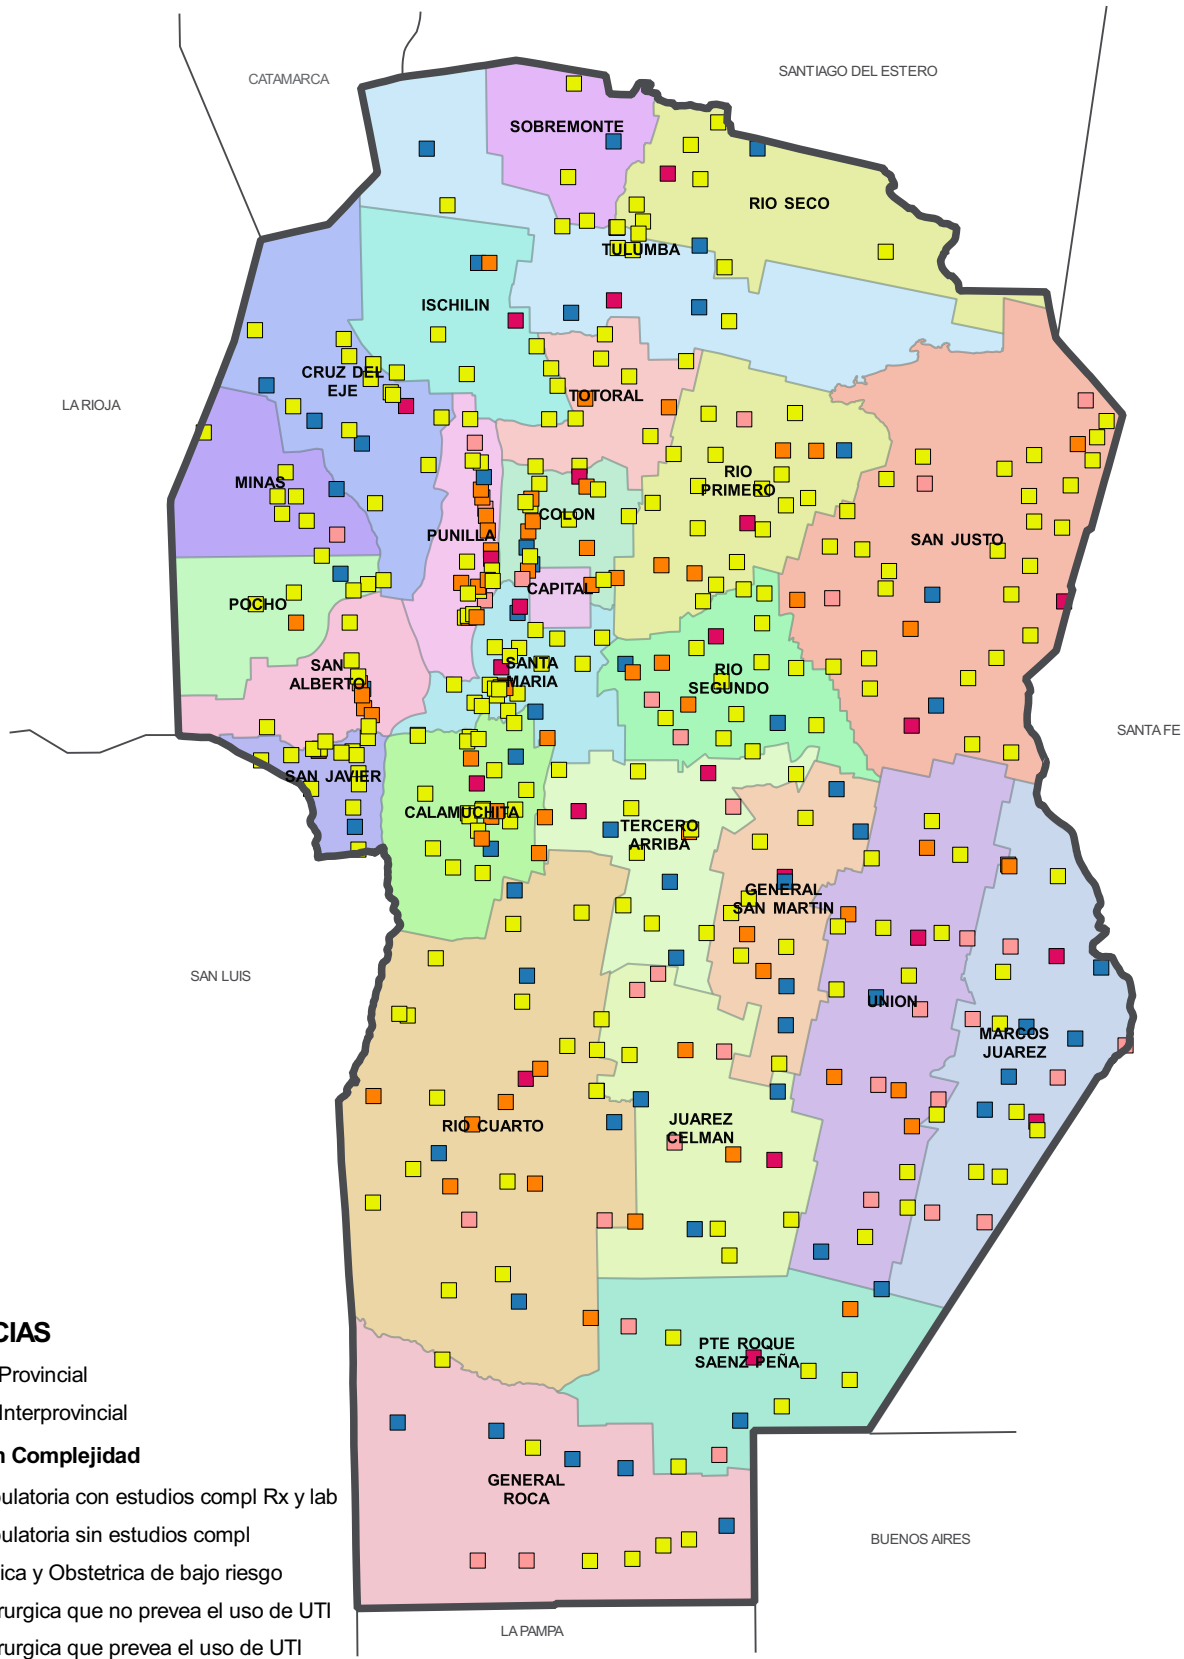 CATAMARCA
SANTIAGO DEL ESTERO
SOBREMONTE
RIO SECO
TULUMBA
ISCHILIN
CRUZ DEL
EJE
TOTORAL
LA RIOJA
MINAS
RIO
PRIMERO
COLON
PUNILLA
SAN JUSTO
CAPITAL
POCHO
SAN
ALBERTO
SANTA
MARIA
RIO
SEGUNDO
SANTA FE
SAN JAVIER
CALAMUCHITA
TERCERO
ARRIBA
GENERAL
SAN MARTIN
SAN LUIS
UNION
MARCOS
JUAREZ
RIO CUARTO
JUAREZ
CELMAN
PTE ROQUE
SAENZ PEÑA
GENERAL
ROCA
BUENOS AIRES
LA PAMPA
CIAS
Provincial
Interprovincial
n Complejidad
bulatoria con estudios compl Rx y lab
bulatoria sin estudios compl
ica y Obstetrica de bajo riesgo
rurgica que no prevea el uso de UTI
rurgica que prevea el uso de UTI